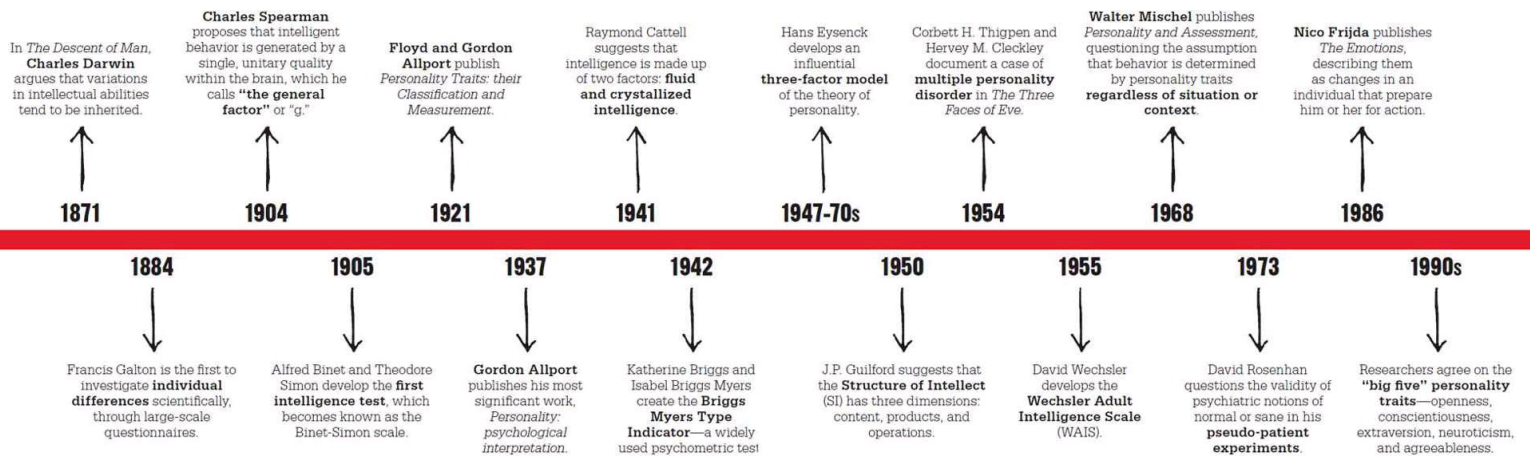 In The Descent of Man,
Charles Darwin
argues that variations
in intellectual abilities
tend to be inherited.
1871
Charles Spearman
proposes that intelligent
behavior is generated by a
single, unitary quality
within the brain, which he
calls "the general
factor" or "g."
1904
Floyd and Gordon
Allport publish
Personality Traits: their
Classification and
Measurement.
1921
Raymond Cattell
suggests that
intelligence is made up
of two factors: fluid
and crystallized
intelligence.
1941
Hans Eysenck
develops an
influential
three-factor model
of the theory of
personality.
1947-70s
Corbett H. Thigpen and
Hervey M. Cleckley
document a case of
multiple personality
disorder in The Three
Faces of Eve.
1954
Walter Mischel publishes
Personality and Assessment,
questioning the assumption
that behavior is determined
by personality traits
regardless of situation or
context.
1968
Nico Frijda publishes
The Emotions,
describing them
as changes in an
individual that prepare
him or her for action.
1986
1884
Francis Galton is the first to
investigate individual
differences scientifically,
through large-scale
questionnaires.
1905
Alfred Binet and Theodore
Simon develop the first
intelligence test, which
becomes known as the
Binet-Simon scale.
1937
Gordon Allport
publishes his most
significant work,
Personality:
psychological
interpretation.
1942
Katherine Briggs and
Isabel Briggs Myers
create the Briggs
Myers Type
Indicator—a widely
used psychometric test
1950
J.P. Guilford suggests that
the Structure of Intellect
(SI) has three dimensions:
content, products, and
operations.
1955
David Wechsler
develops the
Wechsler Adult
Intelligence Scale
(WAIS).
1973
David Rosenhan
questions the validity of
psychiatric notions of
normal or sane in his
pseudo-patient
experiments.
1990s
Researchers agree on the
"big five" personality
traits—openness,
conscientiousness,
extraversion, neuroticism,
and agreeableness.